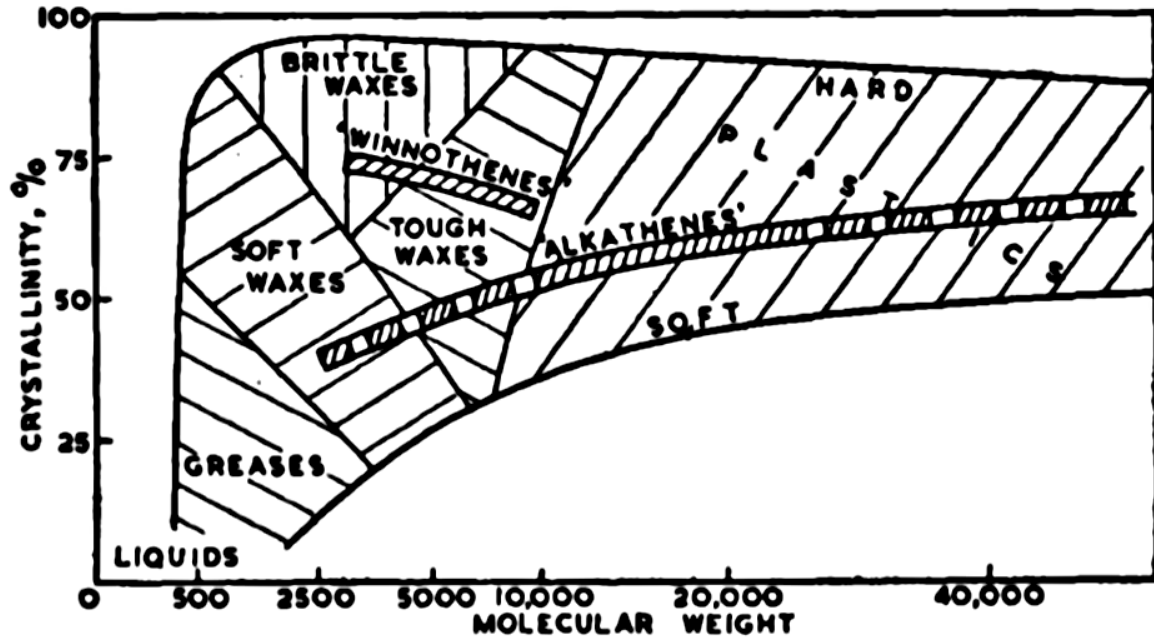 100
75
50
25
CRYSTALLINITY, %
BRITTLE
WAXES
HARD
PLASTICS
'WINNOTHENES'
TOUGH
WAXES
'ALKATHENES'
SOFT
WAXES
SOFT
GREASES
LIQUIDS
0 500 2500 5000 10,000 20,000 40,000
MOLECULAR WEIGHT